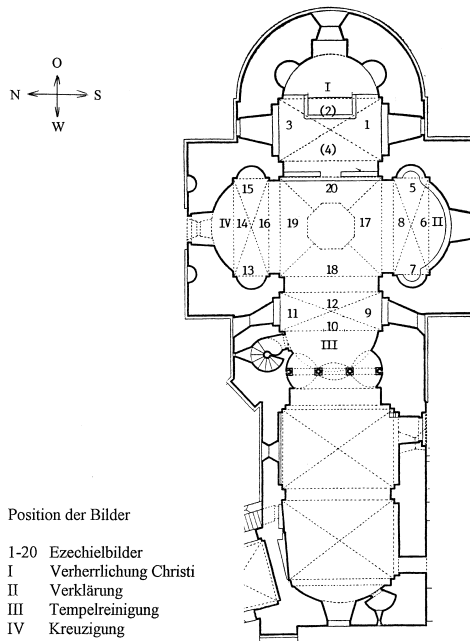 O
N S
W
I
(2)
3 1
(4)
15 20 5
IV 14 16 19 17 8 6 II
13 18 7
12
11 9
10
III
Position der Bilder
1-20 Ezechielbilder
I Verherrlichung Christi
II Verklärung
III Tempelreinigung
IV Kreuzigung